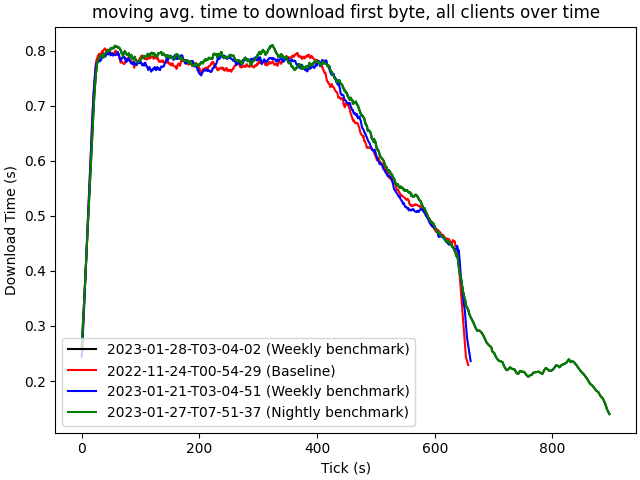 moving avg. time to download first byte, all clients over time
Download Time (s)
0.8
0.7
0.6
0.5
0.4
0.3
0.2
2023-01-28-T03-04-02 (Weekly benchmark)
2022-11-24-T00-54-29 (Baseline)
2023-01-21-T03-04-51 (Weekly benchmark)
2023-01-27-T07-51-37 (Nightly benchmark)
0 200 400 600 800
Tick (s)